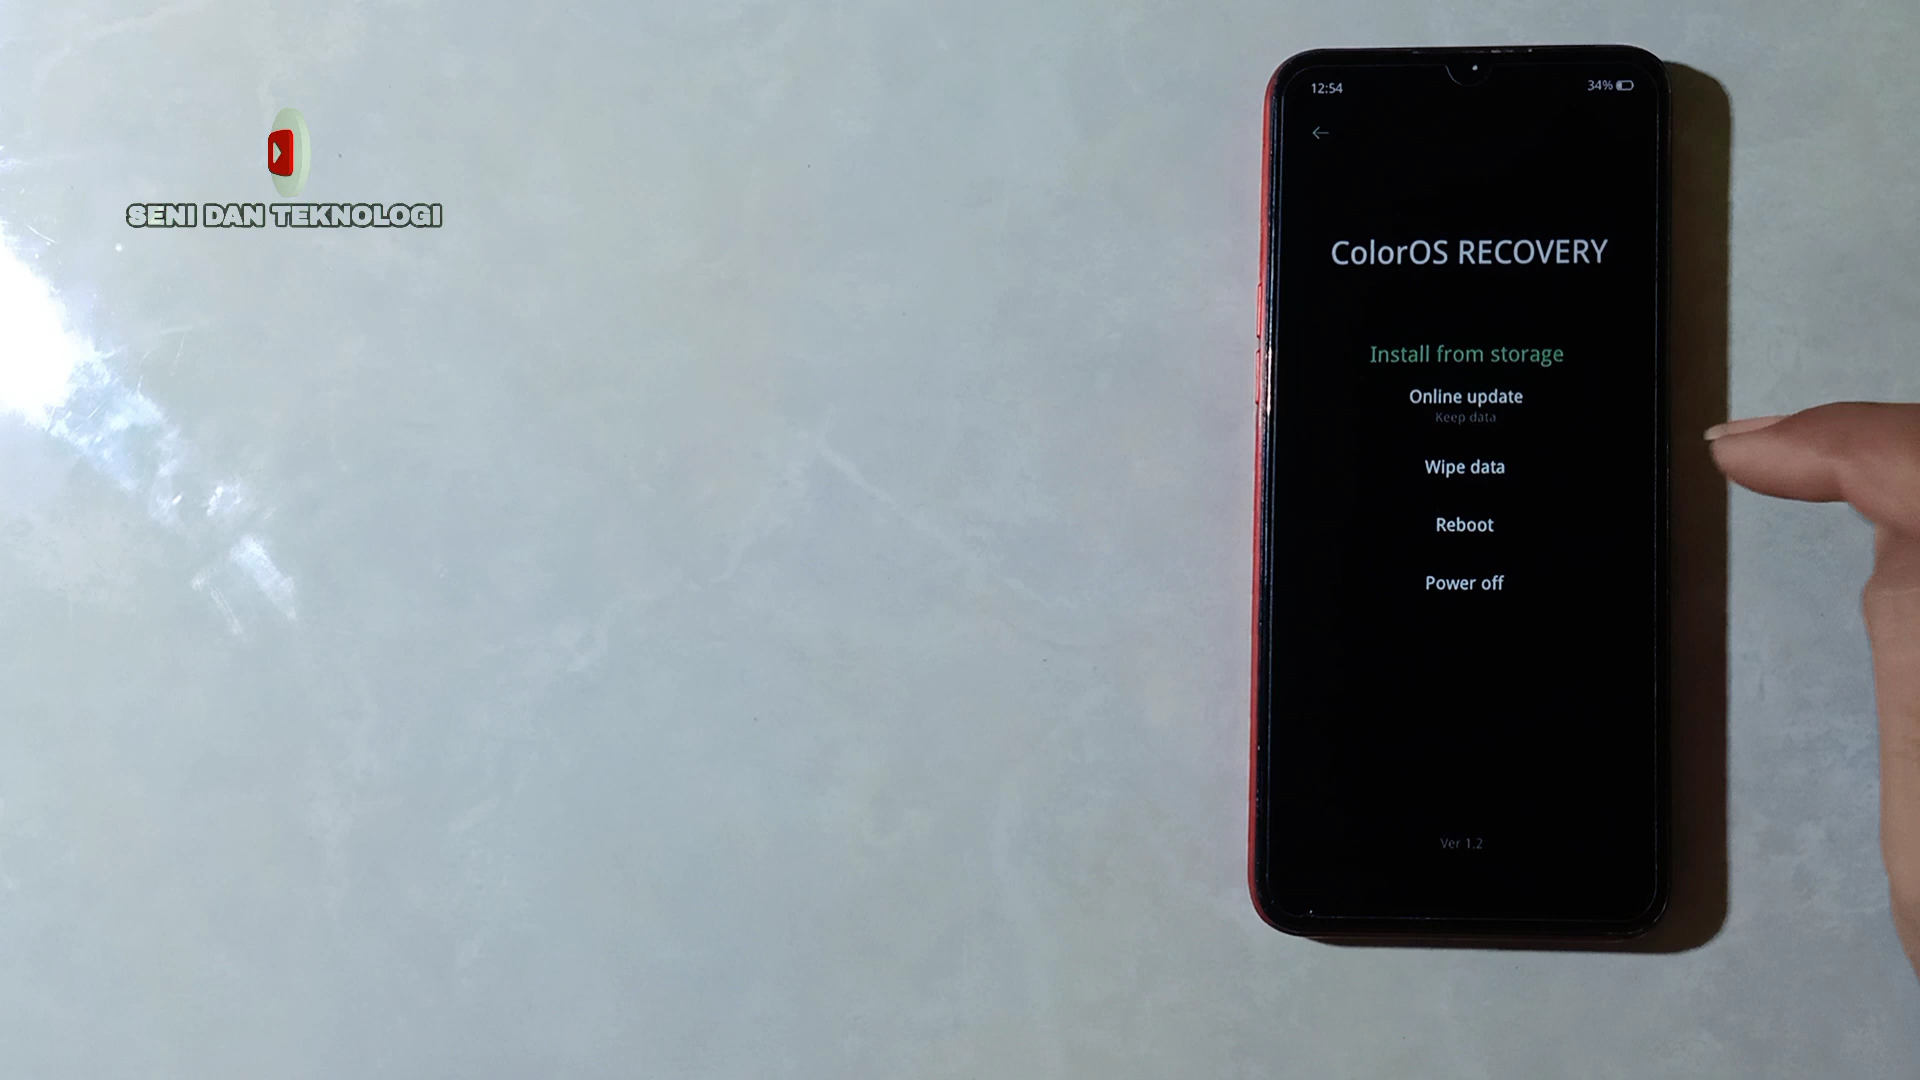 SENI DAN TEKNOLOGI
12:54
34%
ColorOS RECOVERY
Install from storage
Online update
Keep data
Wipe data
Reboot
Power off
Ver 1.2